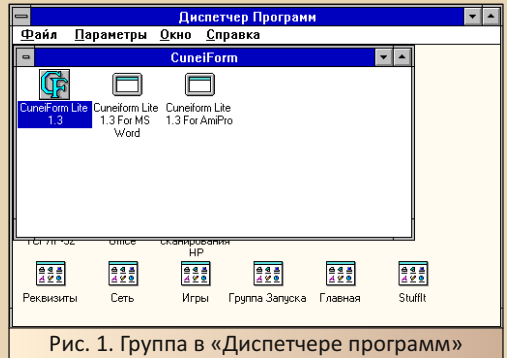 Диспетчер Программ
Файл Параметры Окно Справка
CuneiForm
CuneiForm Lite
1.3
Cuneiform Lite
1.3 For MS
Word
Cuneiform Lite
1.3 For AmiPro
Office
сканирования
HP
Реквизиты Сеть Игры Группа Запуска Главная StuffIt
Рис. 1. Группа в «Диспетчере программ»